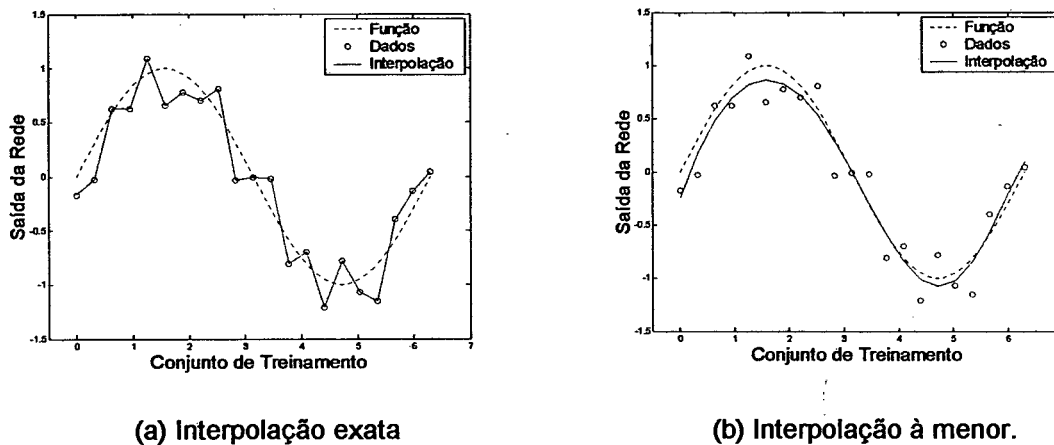 1.5
1
0.5
0
-0.5
-1
-1.5
Saída da Rede
Função
Dados
Interpolação
0 1 2 3 4 5 6 7
Conjunto de Treinamento
(a) Interpolação exata
1.5
1
0.5
0
-0.5
-1
-1.5
Saída da Rede
Função
Dados
Interpolação
0 1 2 3 4 5 6
Conjunto de Treinamento
(b) Interpolação à menor.